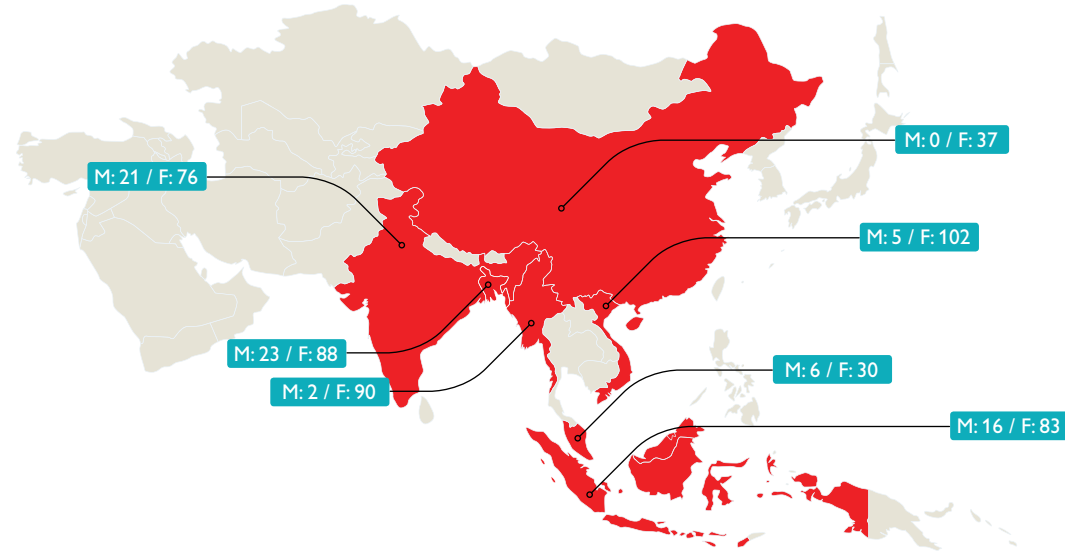 M: 0 / F: 37
M: 21 / F: 76
M: 5 / F: 102
M: 23 / F: 88
M: 6 / F: 30
M: 2 / F: 90
M: 16 / F: 83